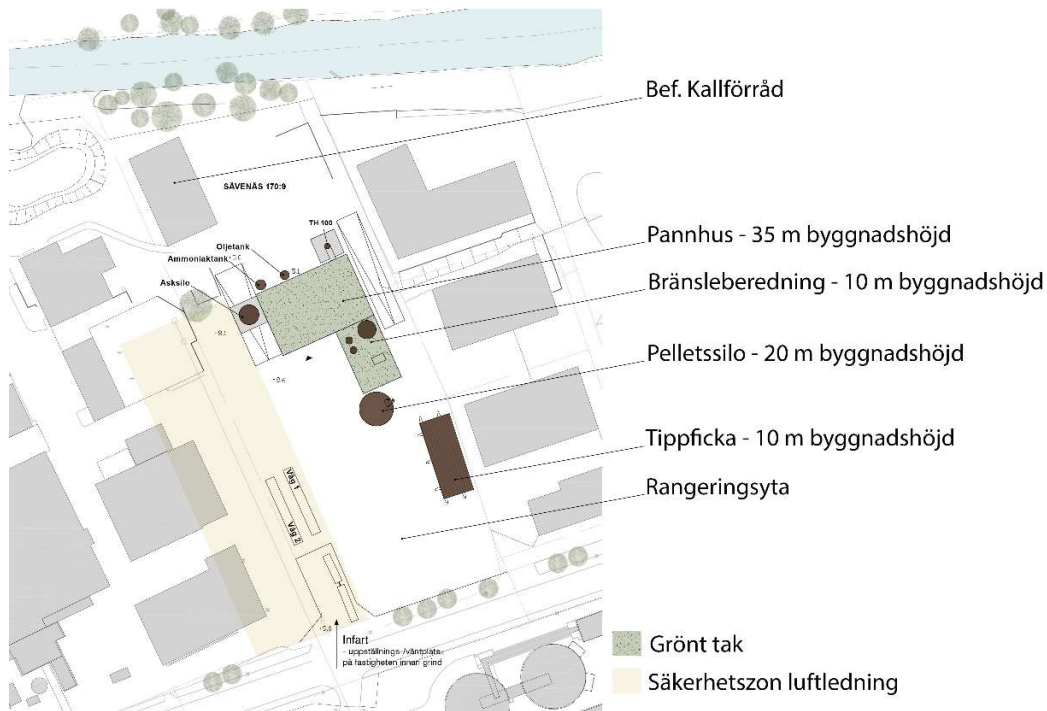 Bef. Kallförråd
SÄVENÄS 170:9
TH 100
Oljetank
Ammoniaktank
Asksilo
Pannhus - 35 m byggnadshöjd
Bränsleberedning - 10 m byggnadshöjd
Pelletssilo - 20 m byggnadshöjd
Tippficka - 10 m byggnadshöjd
Rangeringsyta
Våg 1
Våg 2
Infart
- uppställnings-/väntplats
på fastigheten innan grind
Grönt tak
Säkerhetszon luftledning